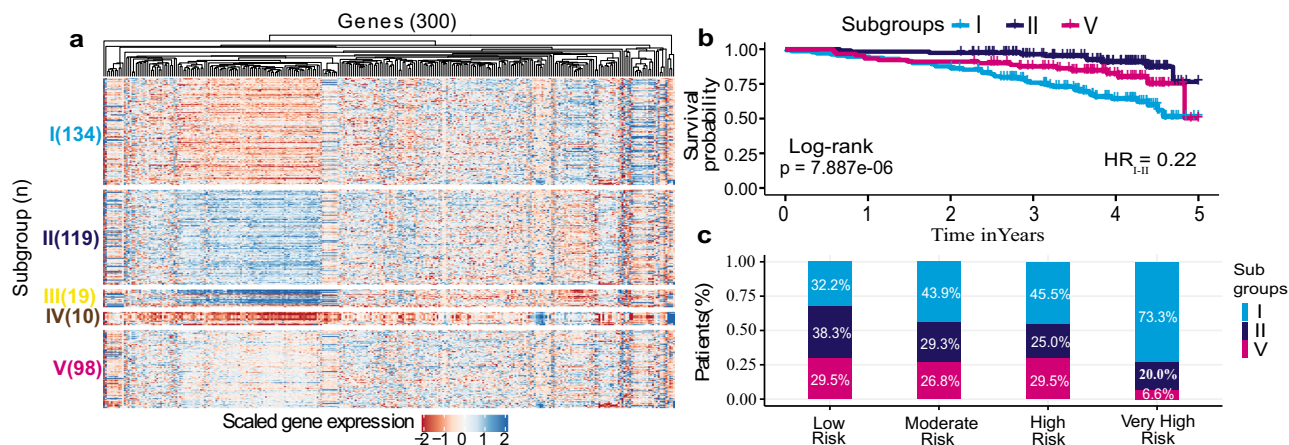 a
Genes (300)
Subgroup (n)
I(134)
II(119)
III(19)
IV(10)
V(98)
Scaled gene expression
−2 −1 0 1 2
b
Subgroups I II V
Survival
probability
1.00
0.75
0.50
0.25
0.00
Log-rank
p = 7.887e-06
HR I-II = 0.22
0 1 2 3 4 5
Time inYears
c
Patients(%)
1.00
0.75
0.50
0.25
0.00
32.2% 43.9% 45.5% 73.3%
38.3% 29.3% 25.0% 20.0%
29.5% 26.8% 29.5% 6.6%
Low Moderate High Very High
Risk Risk Risk Risk
Sub
groups
I
II
V